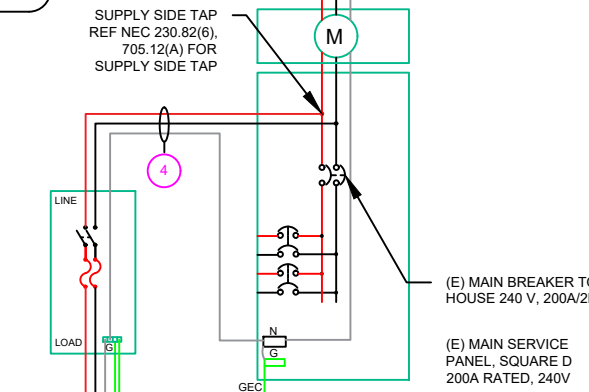 SUPPLY SIDE TAP
REF NEC 230.82(6),
705.12(A) FOR
SUPPLY SIDE TAP
M
4
LINE
LOAD
G
N
G
GEC
(E) MAIN BREAKER TO
HOUSE 240 V, 200A/2
(E) MAIN SERVICE
PANEL, SQUARE D
200A RATED, 240V